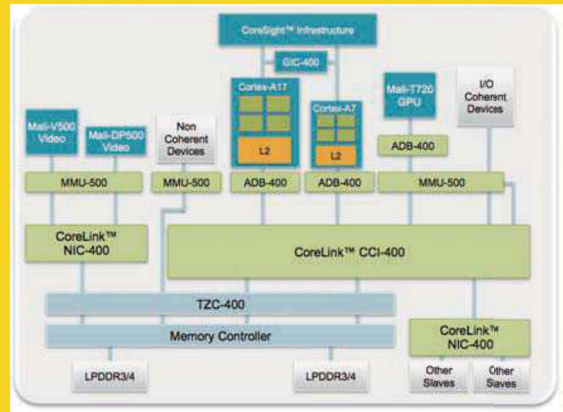 CoreSight™ Infrastructure
GIC-400
Cortex-A17
L2
Cortex-A7
L2
Mali-T720
GPU
I/O
Coherent
Devices
Mali-V500
Video
Mali-DP500
Video
Non
Coherent
Devices
ADB-400
MMU-500
MMU-500
ADB-400
ADB-400
MMU-500
CoreLink™
NIC-400
CoreLink™ CCI-400
TZC-400
Memory Controller
CoreLink™
NIC-400
LPDDR3/4
LPDDR3/4
Other
Slaves
Other
Slaves